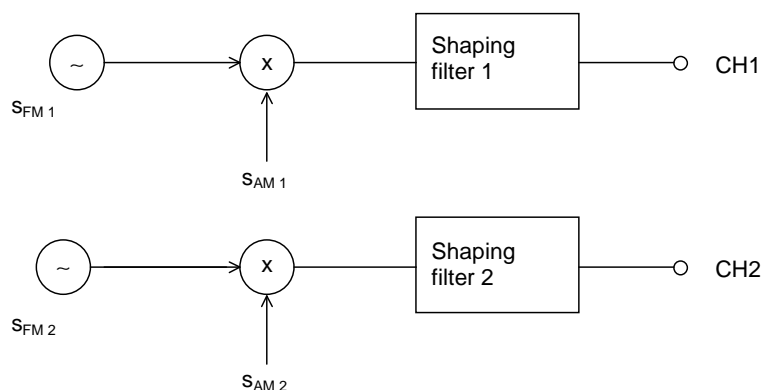 ~
x
Shaping
filter 1
CH1
sFM 1
sAM 1
~
x
Shaping
filter 2
CH2
sFM 2
sAM 2